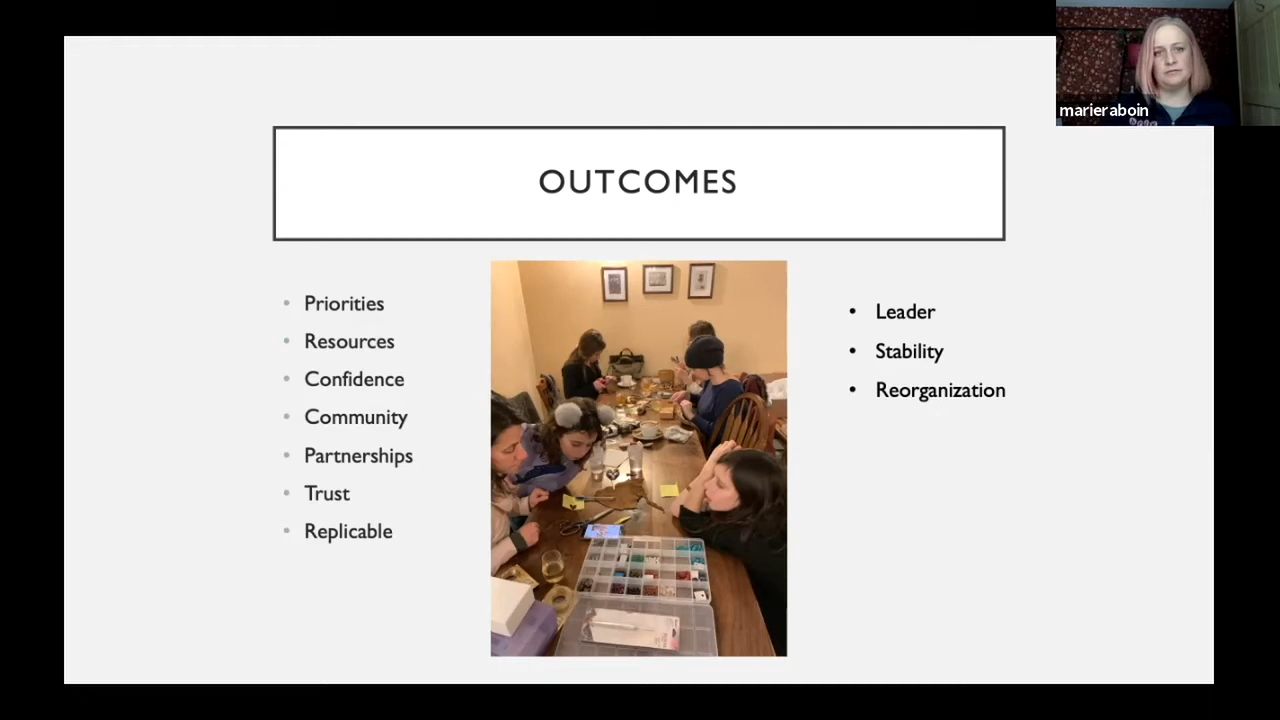 marieraboin
OUTCOMES
• Priorities
• Resources
• Confidence
• Community
• Partnerships
• Trust
• Replicable
• Leader
• Stability
• Reorganization